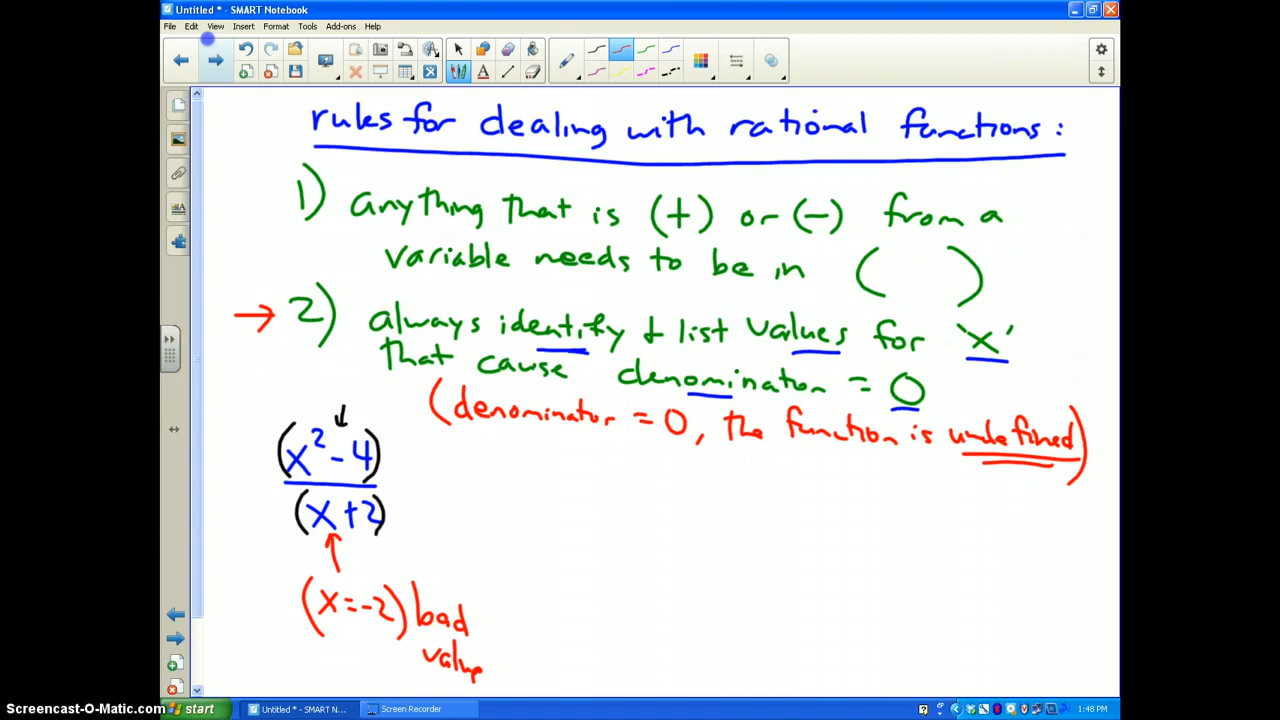 Untitled * - SMART Notebook
File Edit View Insert Format Tools Add-ons Help
rules for dealing with rational functions:
1) anything that is (+) or (-) from a
variable needs to be in ( )
→ 2) always identify + list values for 'x'
that cause denominator = 0
(denominator = 0, the function is undefined)
(x² - 4)
(x + 2)
(x = -2) bad
value
Screencast-O-Matic.com
start
Untitled * - SMART No...
Screen Recorder
1:48 PM